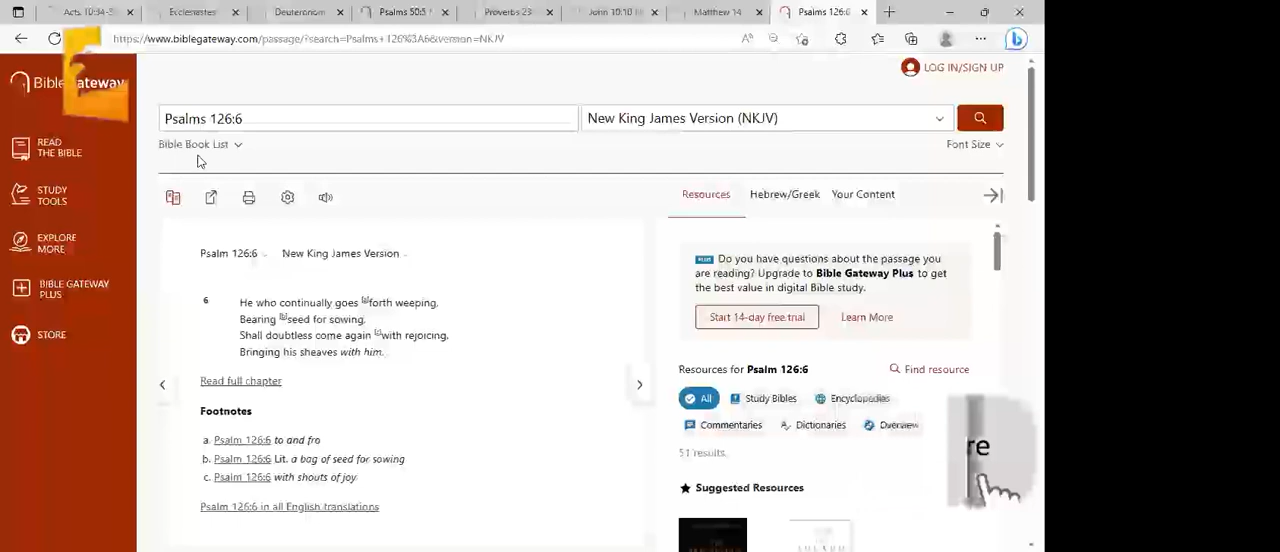 Acts 10:34-
Ecclesiastes
Deuteronom
Psalms 50:5
Proverbs 23
John 10:10
Matthew 14
Psalms 126:6
https://www.biblegateway.com/passage/?search=Psalms+126%3A6&version=NKJV
BibleGateway
LOG IN/SIGN UP
Psalms 126:6
New King James Version (NKJV)
Bible Book List
Font Size
READ
THE BIBLE
STUDY
TOOLS
EXPLORE
MORE
BIBLE GATEWAY
PLUS
STORE
Resources Hebrew/Greek Your Content
Psalm 126:6 New King James Version
6 He who continually goes [a]forth weeping,
Bearing [b]seed for sowing,
Shall doubtless come again [c]with rejoicing,
Bringing his sheaves with him.
Read full chapter
Footnotes
a. Psalm 126:6 to and fro
b. Psalm 126:6 Lit. a bag of seed for sowing
c. Psalm 126:6 with shouts of joy
Psalm 126:6 in all English translations
PLUS Do you have questions about the passage you
are reading? Upgrade to Bible Gateway Plus to get
the best value in digital Bible study.
Start 14-day free trial Learn More
Resources for Psalm 126:6 Find resource
All Study Bibles Encyclopedias
Commentaries Dictionaries Overview
51 results.
Suggested Resources
re